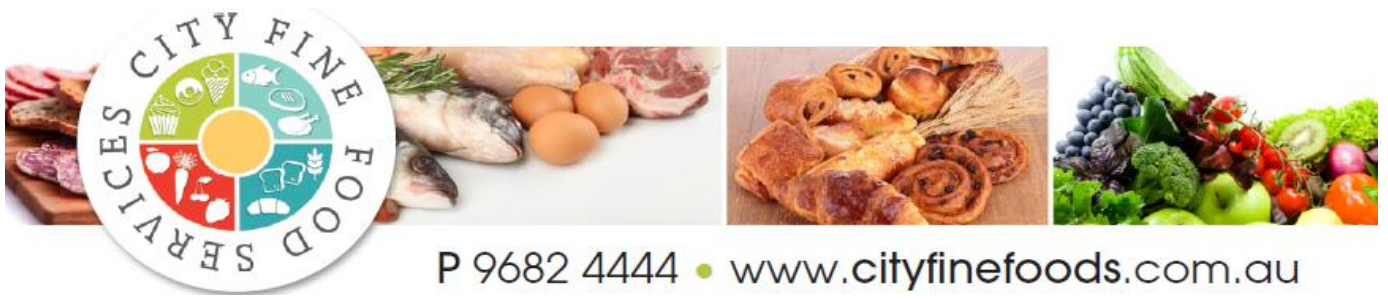 CITY FINE FOOD SERVICES
P 9682 4444 • www.cityfinefoods.com.au